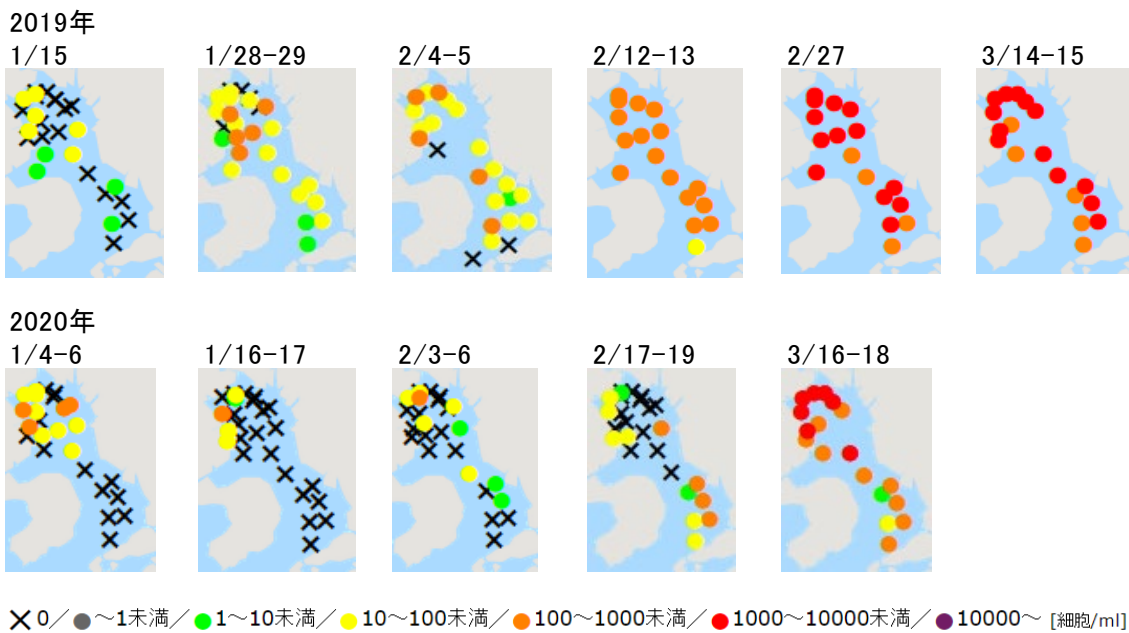 2019年
1/15 1/28-29 2/4-5 2/12-13 2/27 3/14-15
2020年
1/4-6 1/16-17 2/3-6 2/17-19 3/16-18
0／～1未満／1～10未満／10～100未満／100～1000未満／1000～10000未満／10000～ [細胞/ml]